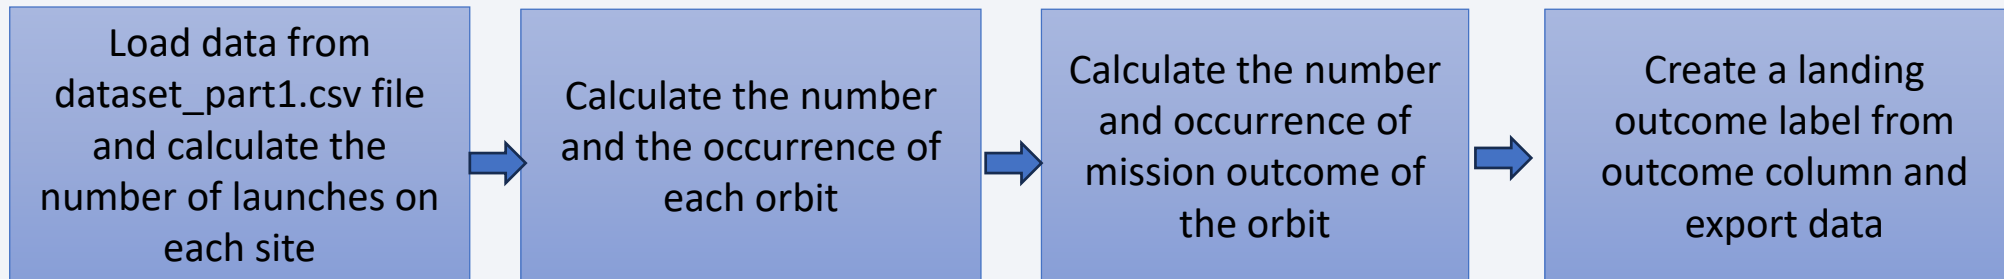 Load data from
dataset_part1.csv file
and calculate the
number of launches on
each site
Calculate the number
and the occurrence of
each orbit
Calculate the number
and occurrence of
mission outcome of
the orbit
Create a landing
outcome label from
outcome column and
export data